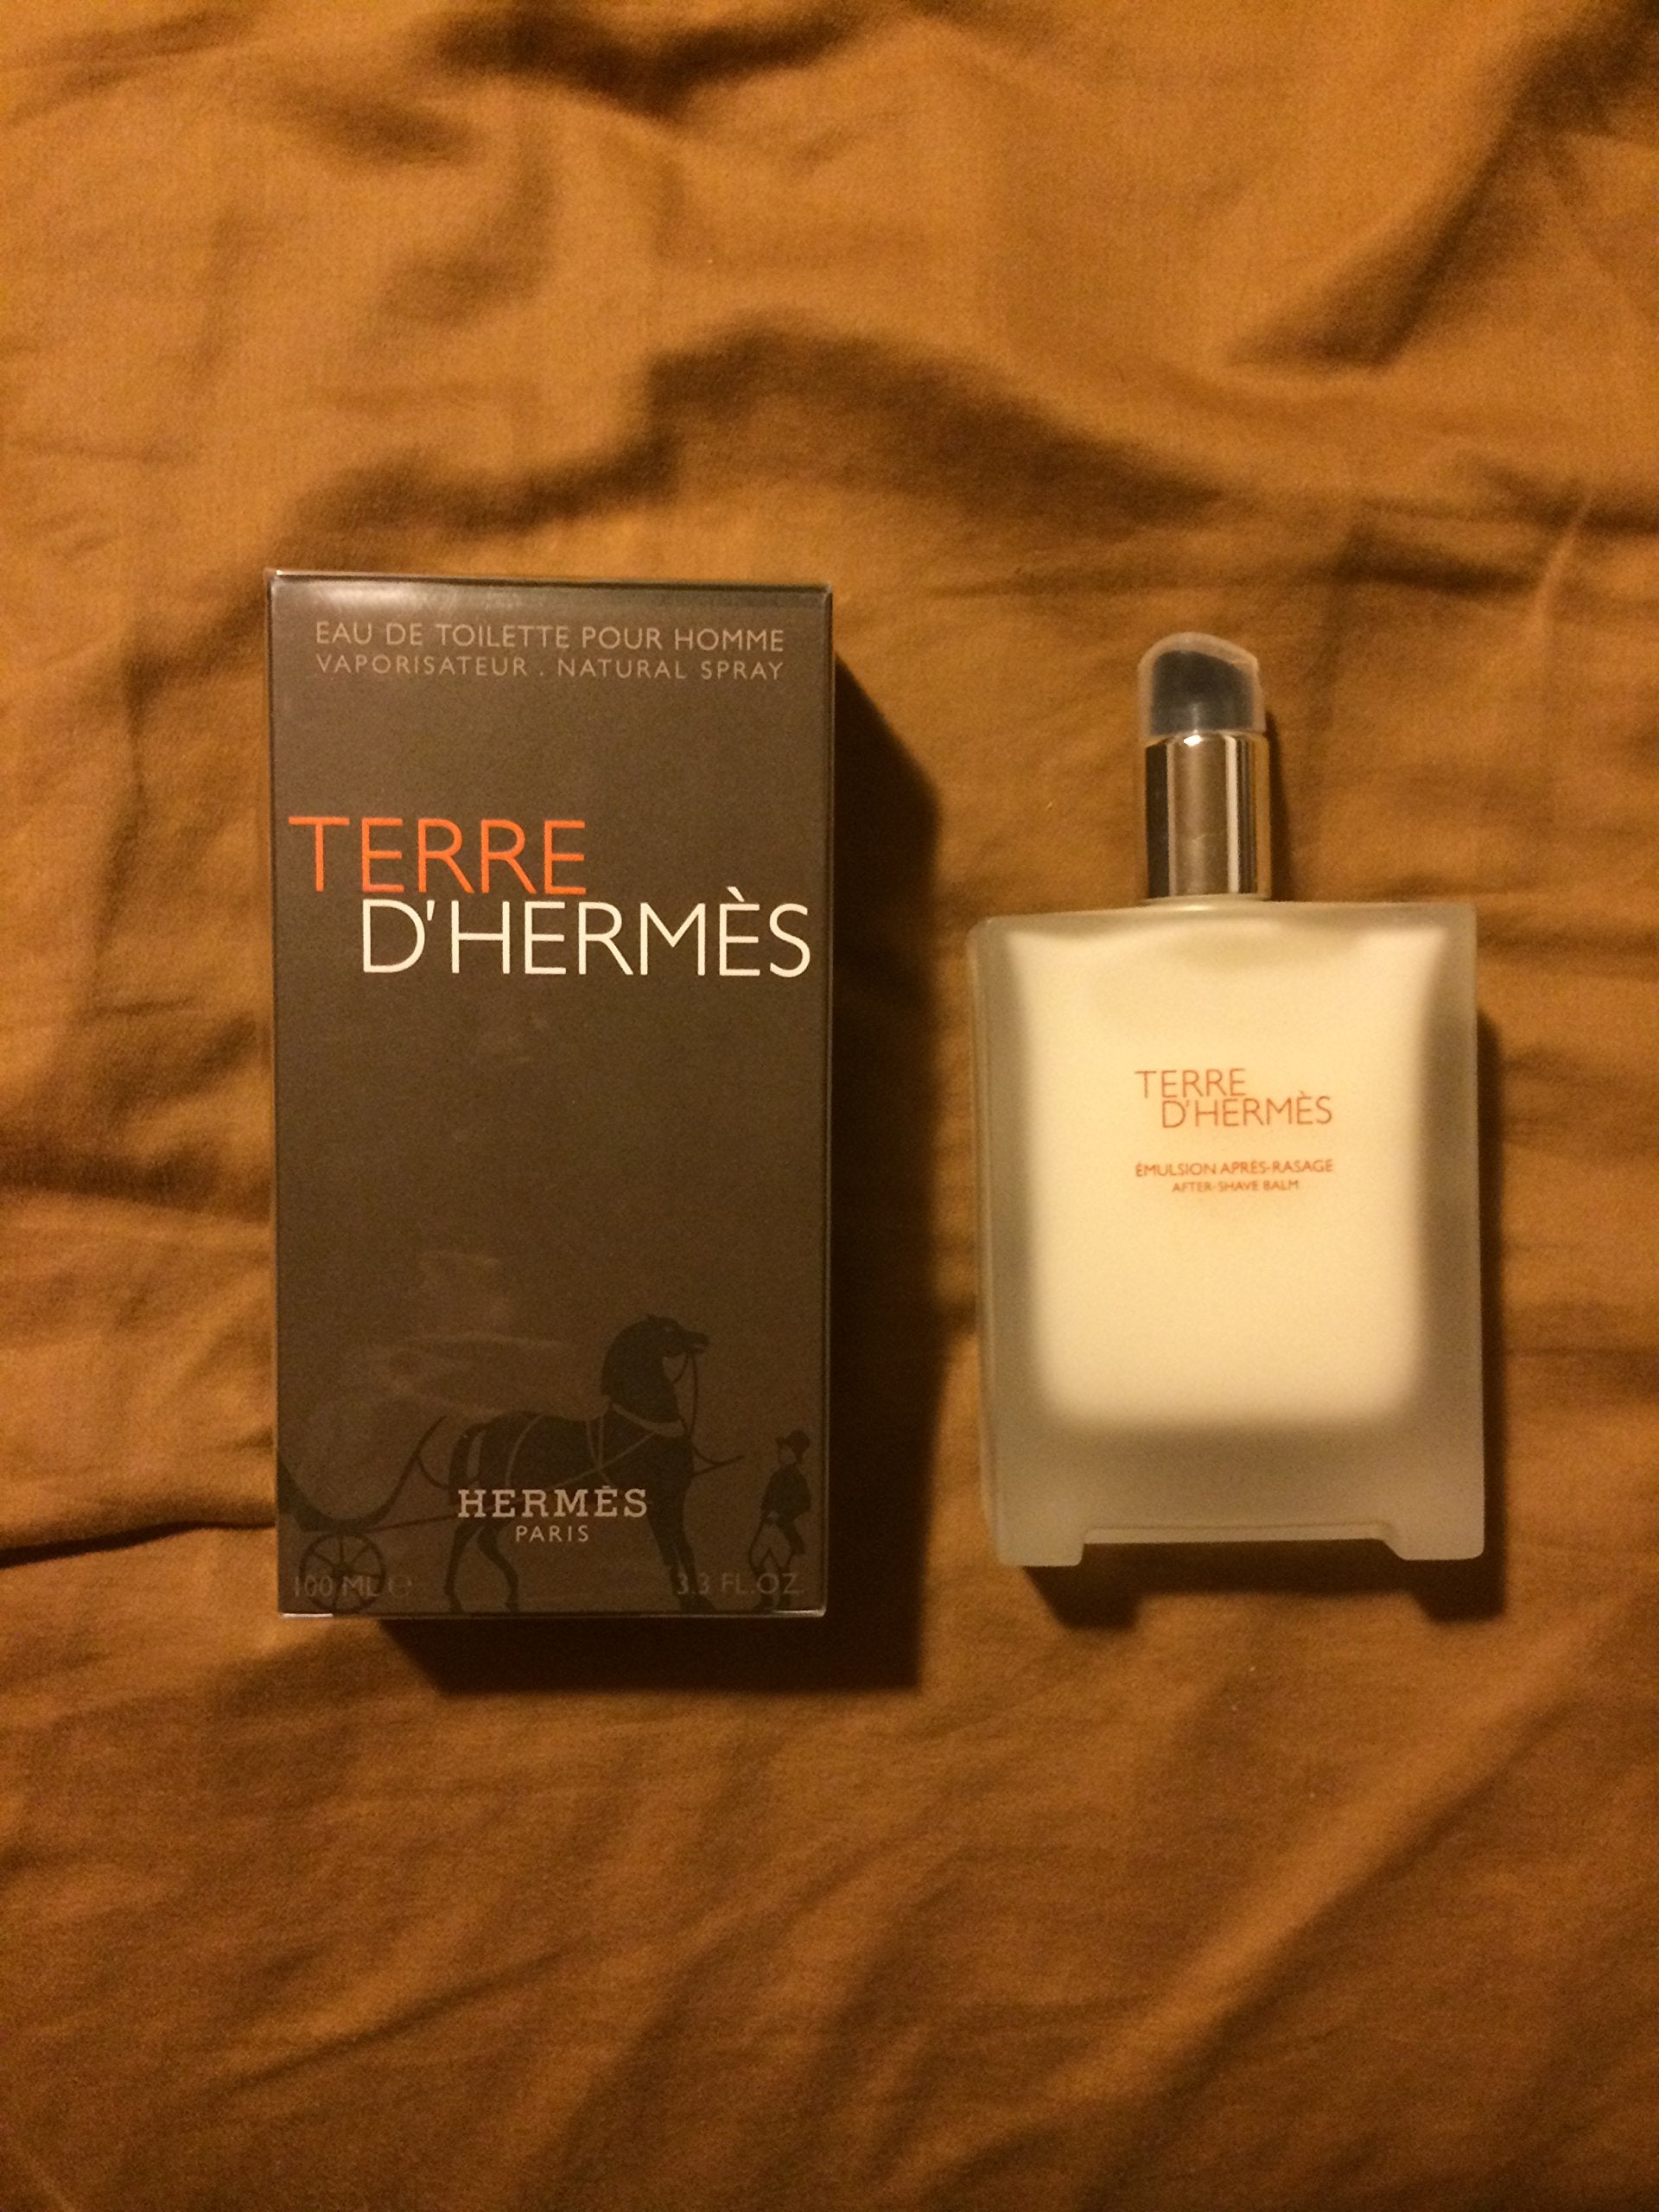 EAU DE TOILETTE POUR HOMME
VAPORISATEUR . NATURAL SPRAY
TERRE
D'HERMÈS
HERMÈS
PARIS
100 ML ℮
3.3 FL.OZ.
TERRE
D'HERMÈS
ÉMULSION APRÈS-RASAGE
AFTER-SHAVE BALM